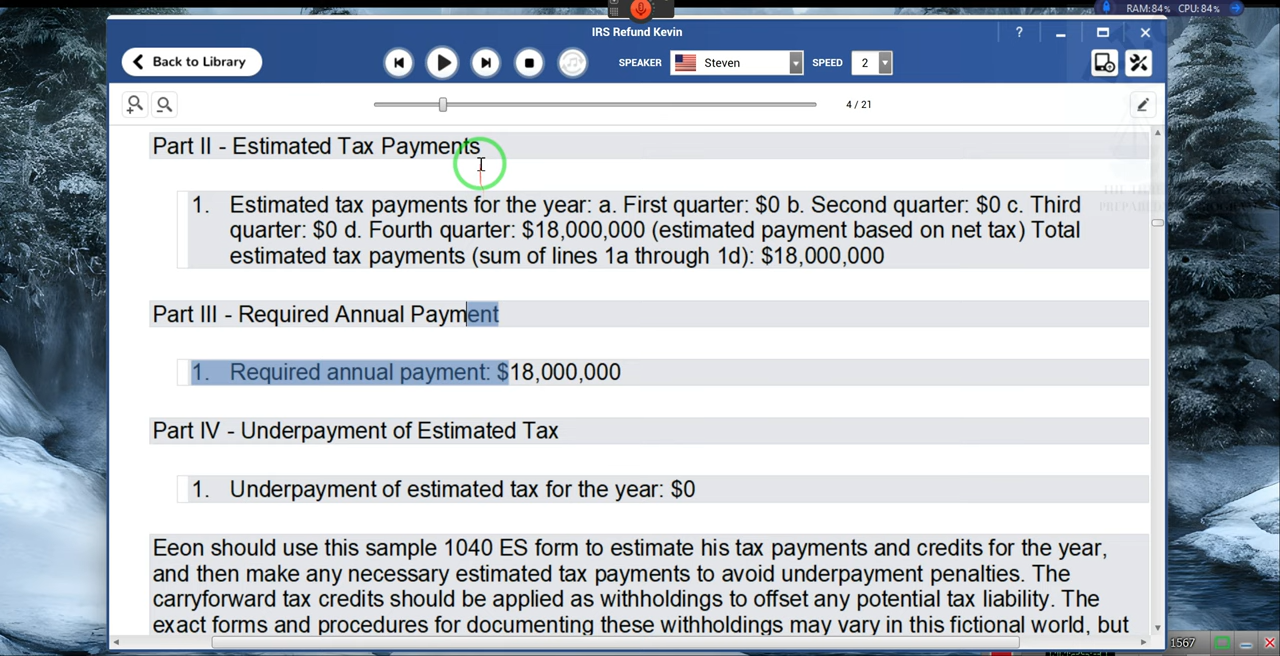 RAM:84% CPU:84%
IRS Refund Kevin
?
Back to Library
SPEAKER
Steven
SPEED
2
4 / 21
Part II - Estimated Tax Payments
1. Estimated tax payments for the year: a. First quarter: $0 b. Second quarter: $0 c. Third
quarter: $0 d. Fourth quarter: $18,000,000 (estimated payment based on net tax) Total
estimated tax payments (sum of lines 1a through 1d): $18,000,000
Part III - Required Annual Payment
1. Required annual payment: $18,000,000
Part IV - Underpayment of Estimated Tax
1. Underpayment of estimated tax for the year: $0
Eeon should use this sample 1040 ES form to estimate his tax payments and credits for the year,
and then make any necessary estimated tax payments to avoid underpayment penalties. The
carryforward tax credits should be applied as withholdings to offset any potential tax liability. The
exact forms and procedures for documenting these withholdings may vary in this fictional world, but
1567